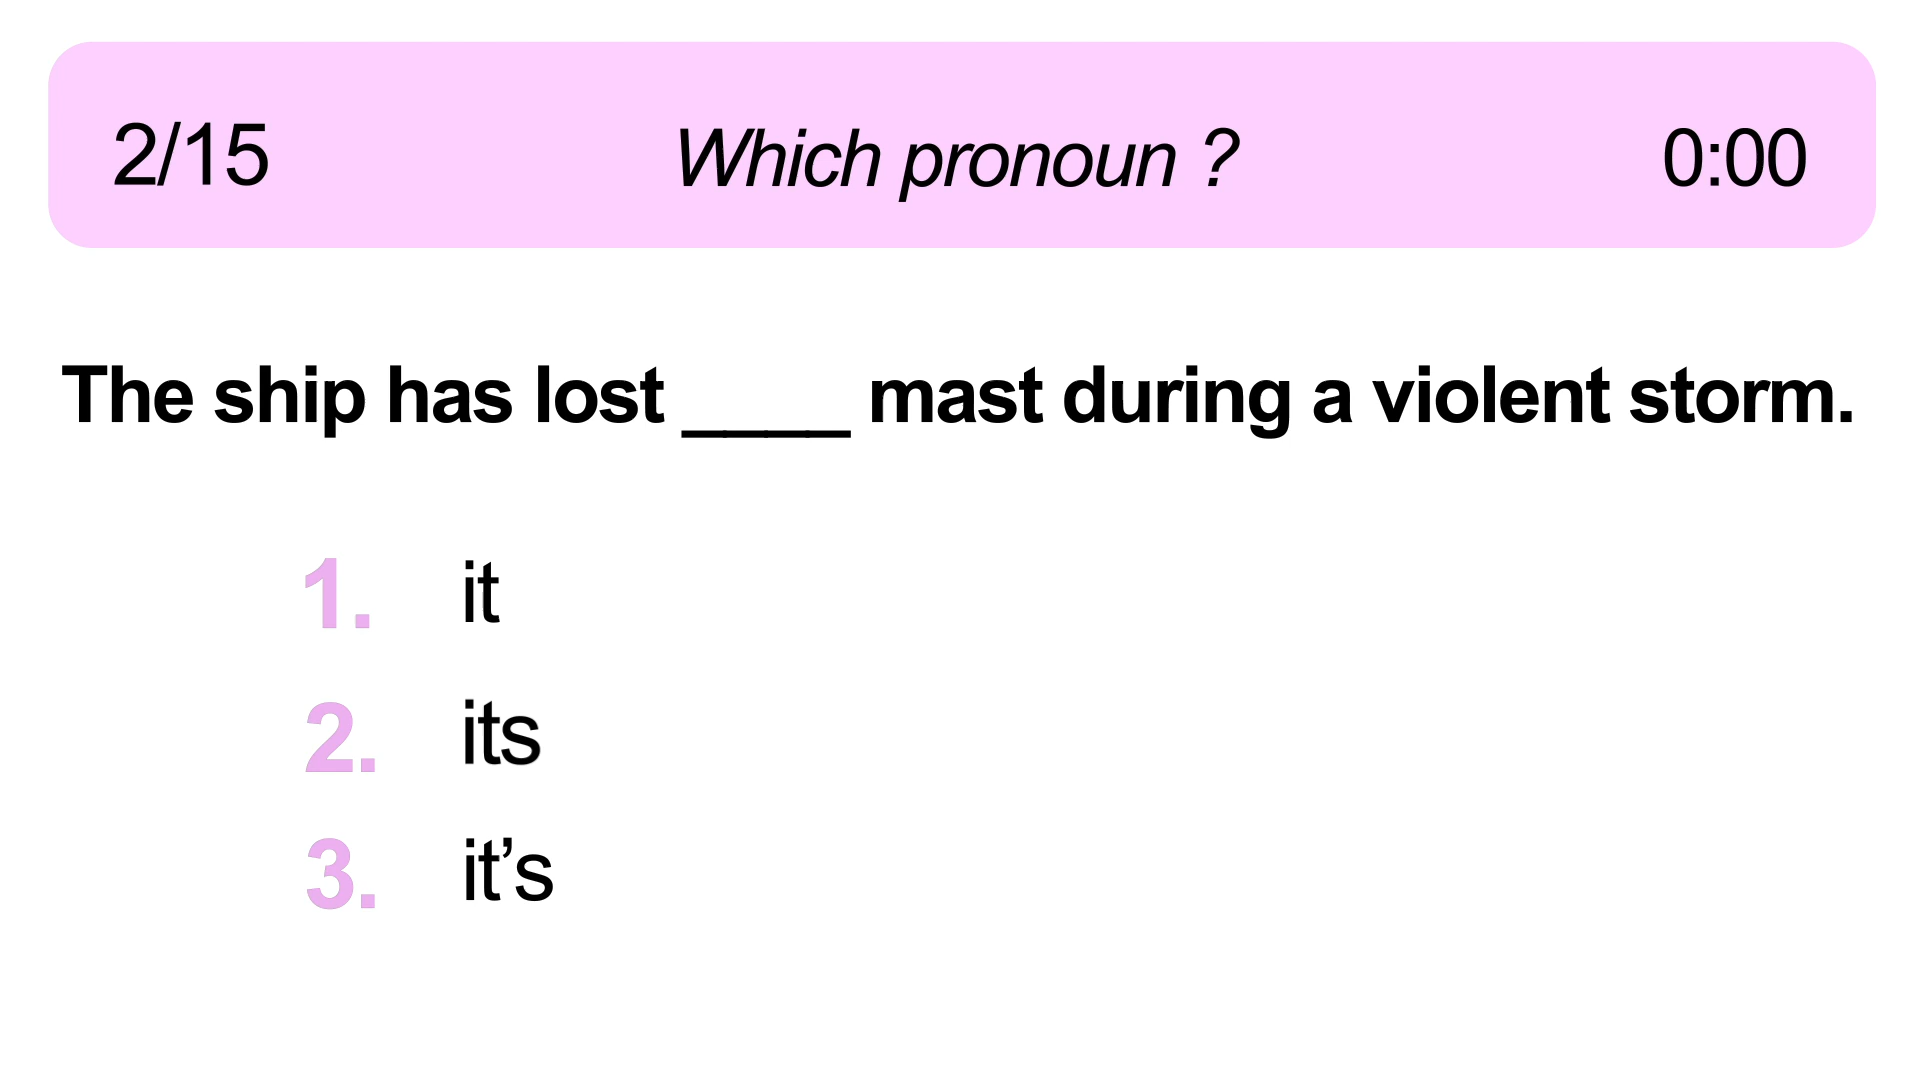 2/15 Which pronoun ? 0:00
The ship has lost ____ mast during a violent storm.
1. it
2. its
3. it’s